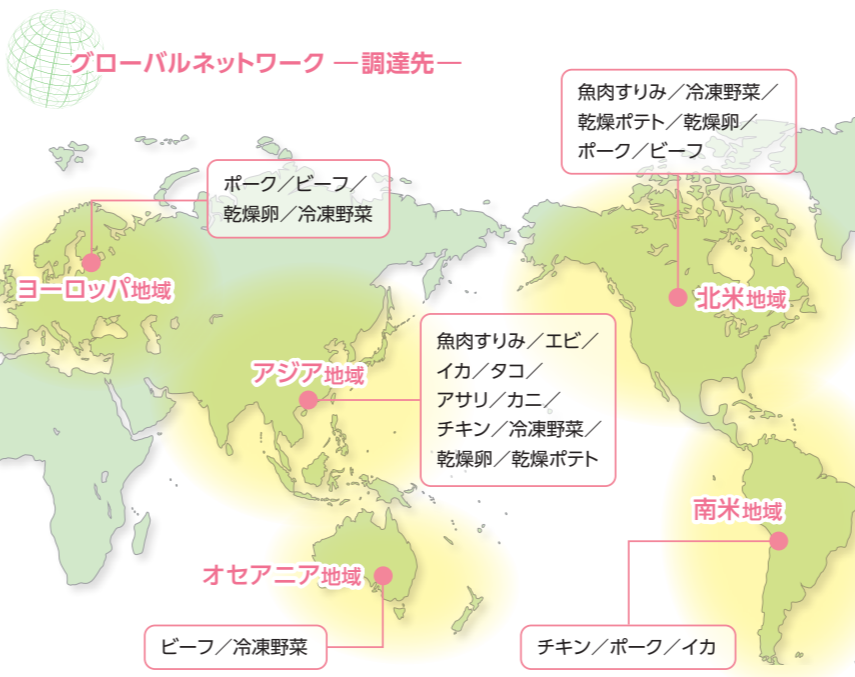 グローバルネットワーク ―調達先―
魚肉すりみ／冷凍野菜／
乾燥ポテト／乾燥卵／
ポーク／ビーフ
ポーク／ビーフ／
乾燥卵／冷凍野菜
ヨーロッパ地域
北米地域
魚肉すりみ／エビ／
イカ／タコ／
アサリ／カニ／
チキン／冷凍野菜／
乾燥卵／乾燥ポテト
アジア地域
南米地域
オセアニア地域
ビーフ／冷凍野菜
チキン／ポーク／イカ